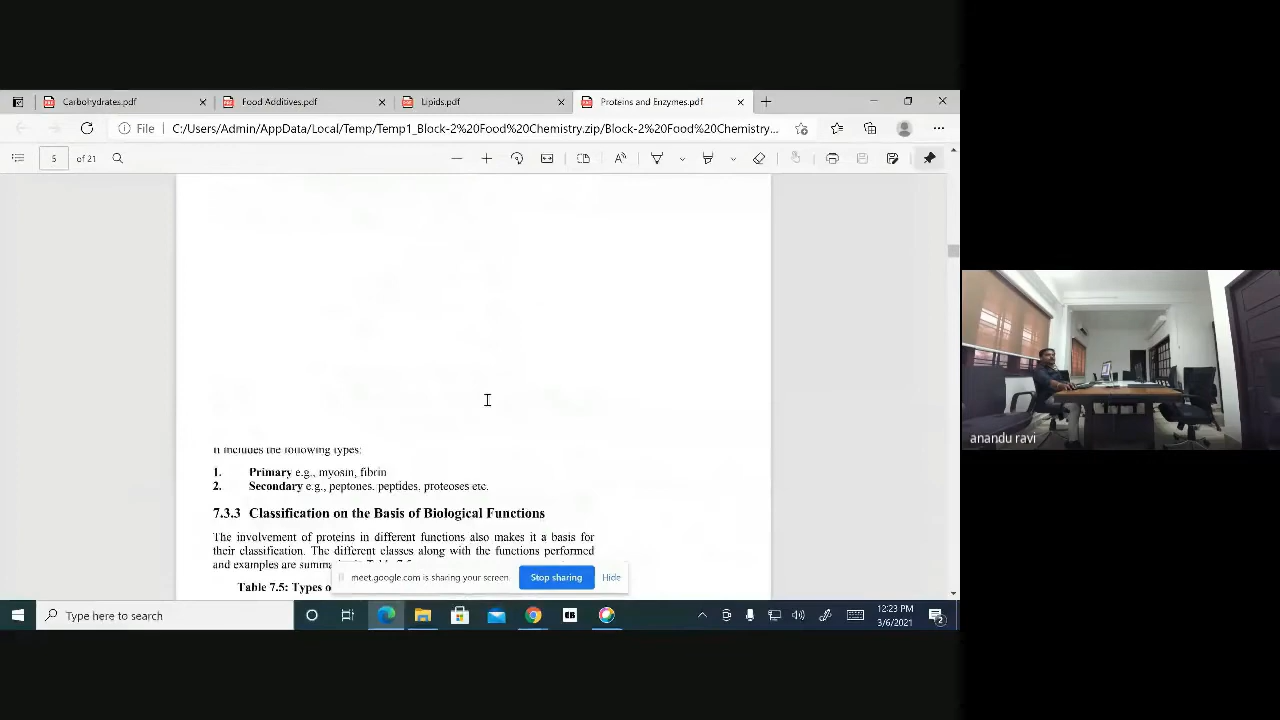 Carbohydrates.pdf
Food Additives.pdf
Lipids.pdf
Proteins and Enzymes.pdf
File
C:/Users/Admin/AppData/Local/Temp/Temp1_Block-2%20Food%20Chemistry.zip/Block-2%20Food%20Chemistry...
5
of 21
It includes the following types:
1. Primary e.g., myosin, fibrin
2. Secondary e.g., peptones, peptides, proteoses etc.
7.3.3 Classification on the Basis of Biological Functions
The involvement of proteins in different functions also makes it a basis for
their classification. The different classes along with the functions performed
and examples are
Table 7.5: Types
meet.google.com is sharing your screen.
Stop sharing
Hide
Type here to search
12:23 PM
3/6/2021
2
anandu ravi